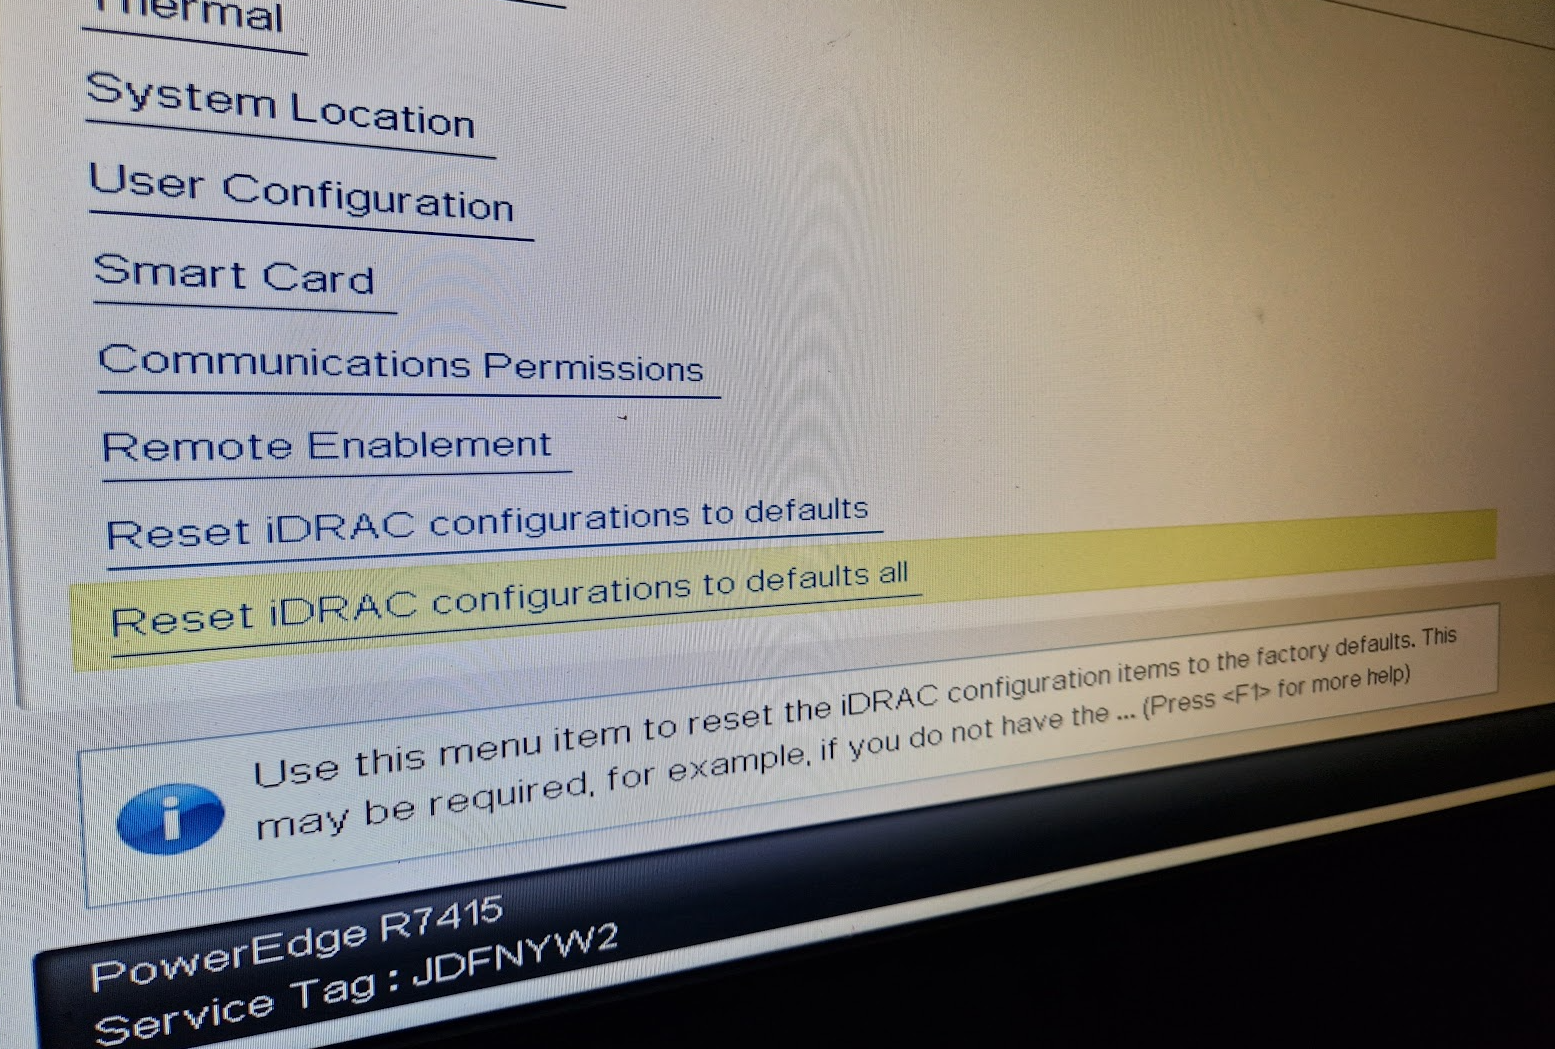 Thermal
System Location
User Configuration
Smart Card
Communications Permissions
Remote Enablement
Reset iDRAC configurations to defaults
Reset iDRAC configurations to defaults all
Use this menu item to reset the iDRAC configuration items to the factory defaults. This
may be required, for example, if you do not have the ... (Press <F1> for more help)
PowerEdge R7415
Service Tag : JDFNYW2